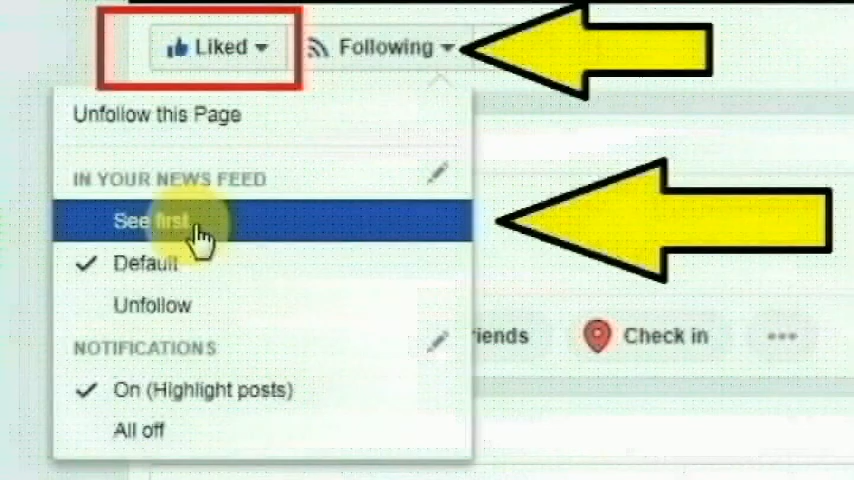 Liked Following
Unfollow this Page
IN YOUR NEWS FEED
See first
Default
Unfollow
riends Check in
NOTIFICATIONS
On (Highlight posts)
All off